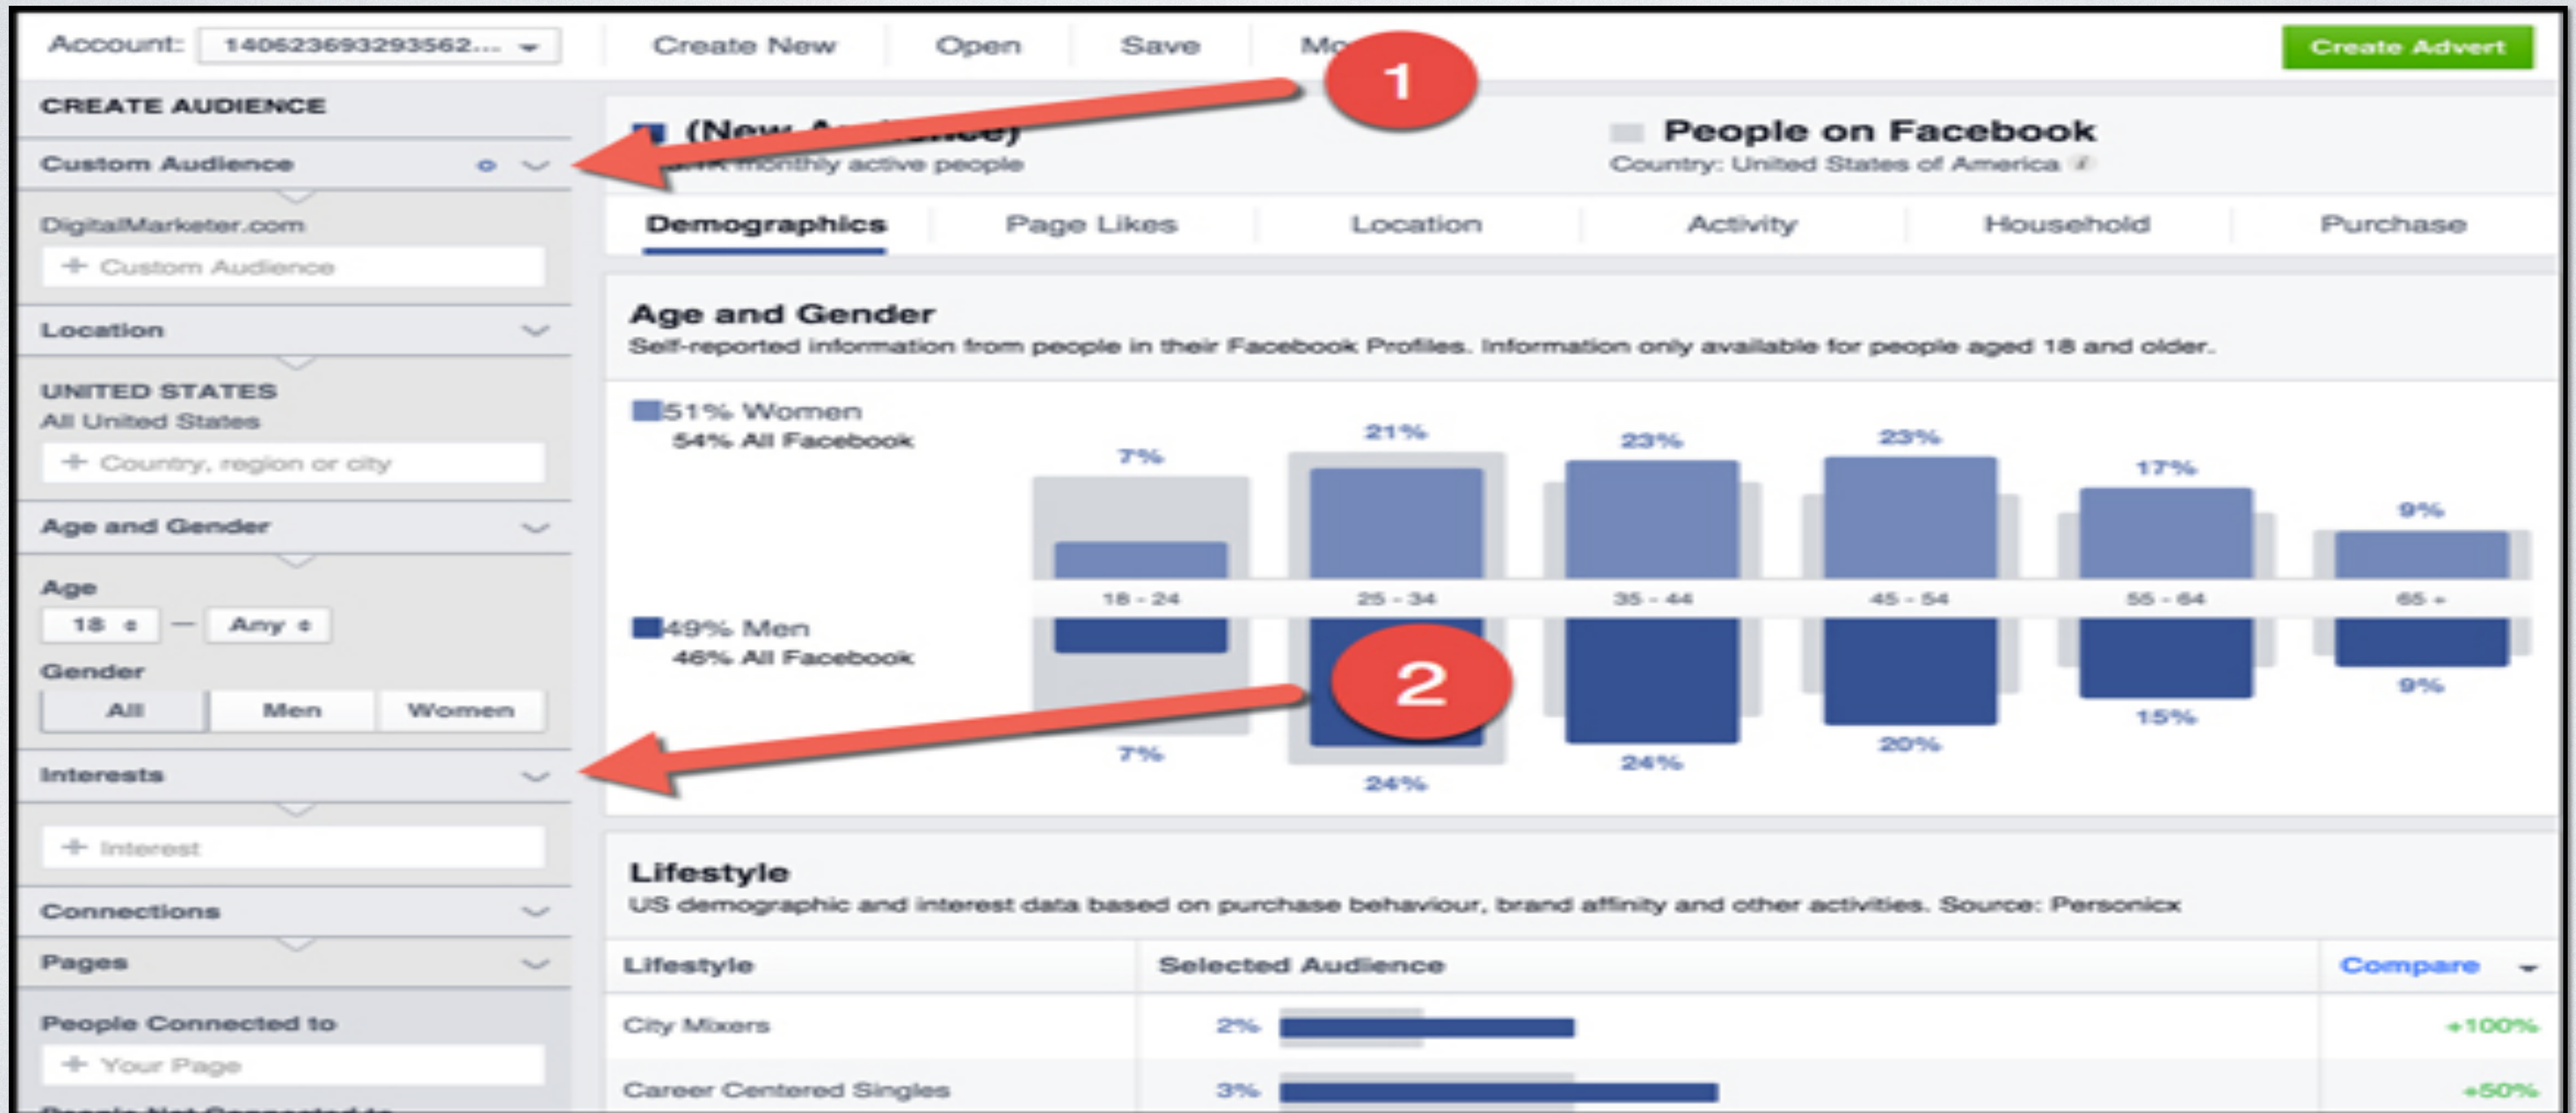 Account: 140623693293562...
Create New
Open
Save
1
Create Advert
CREATE AUDIENCE
Custom Audience
DigitalMarketer.com
+ Custom Audience
Location
UNITED STATES
All United States
+ Country, region or city
Age and Gender
Age
18 — Any
Gender
All Men Women
Interests
+ Interest
Connections
Pages
People Connected to
+ Your Page
People Not Connected to
(New Audience)
monthly active people
People on Facebook
Country: United States of America i
Demographics Page Likes Location Activity Household Purchase
Age and Gender
Self-reported information from people in their Facebook Profiles. Information only available for people aged 18 and older.
51% Women
54% All Facebook
7% 21% 23% 23% 17% 9%
18 - 24 25 - 34 35 - 44 45 - 54 55 - 64 65 +
49% Men
46% All Facebook
2
7% 24% 24% 20% 15% 9%
Lifestyle
US demographic and interest data based on purchase behaviour, brand affinity and other activities. Source: Personicx
Lifestyle Selected Audience Compare
City Mixers 2% +100%
Career Centered Singles 3% +50%